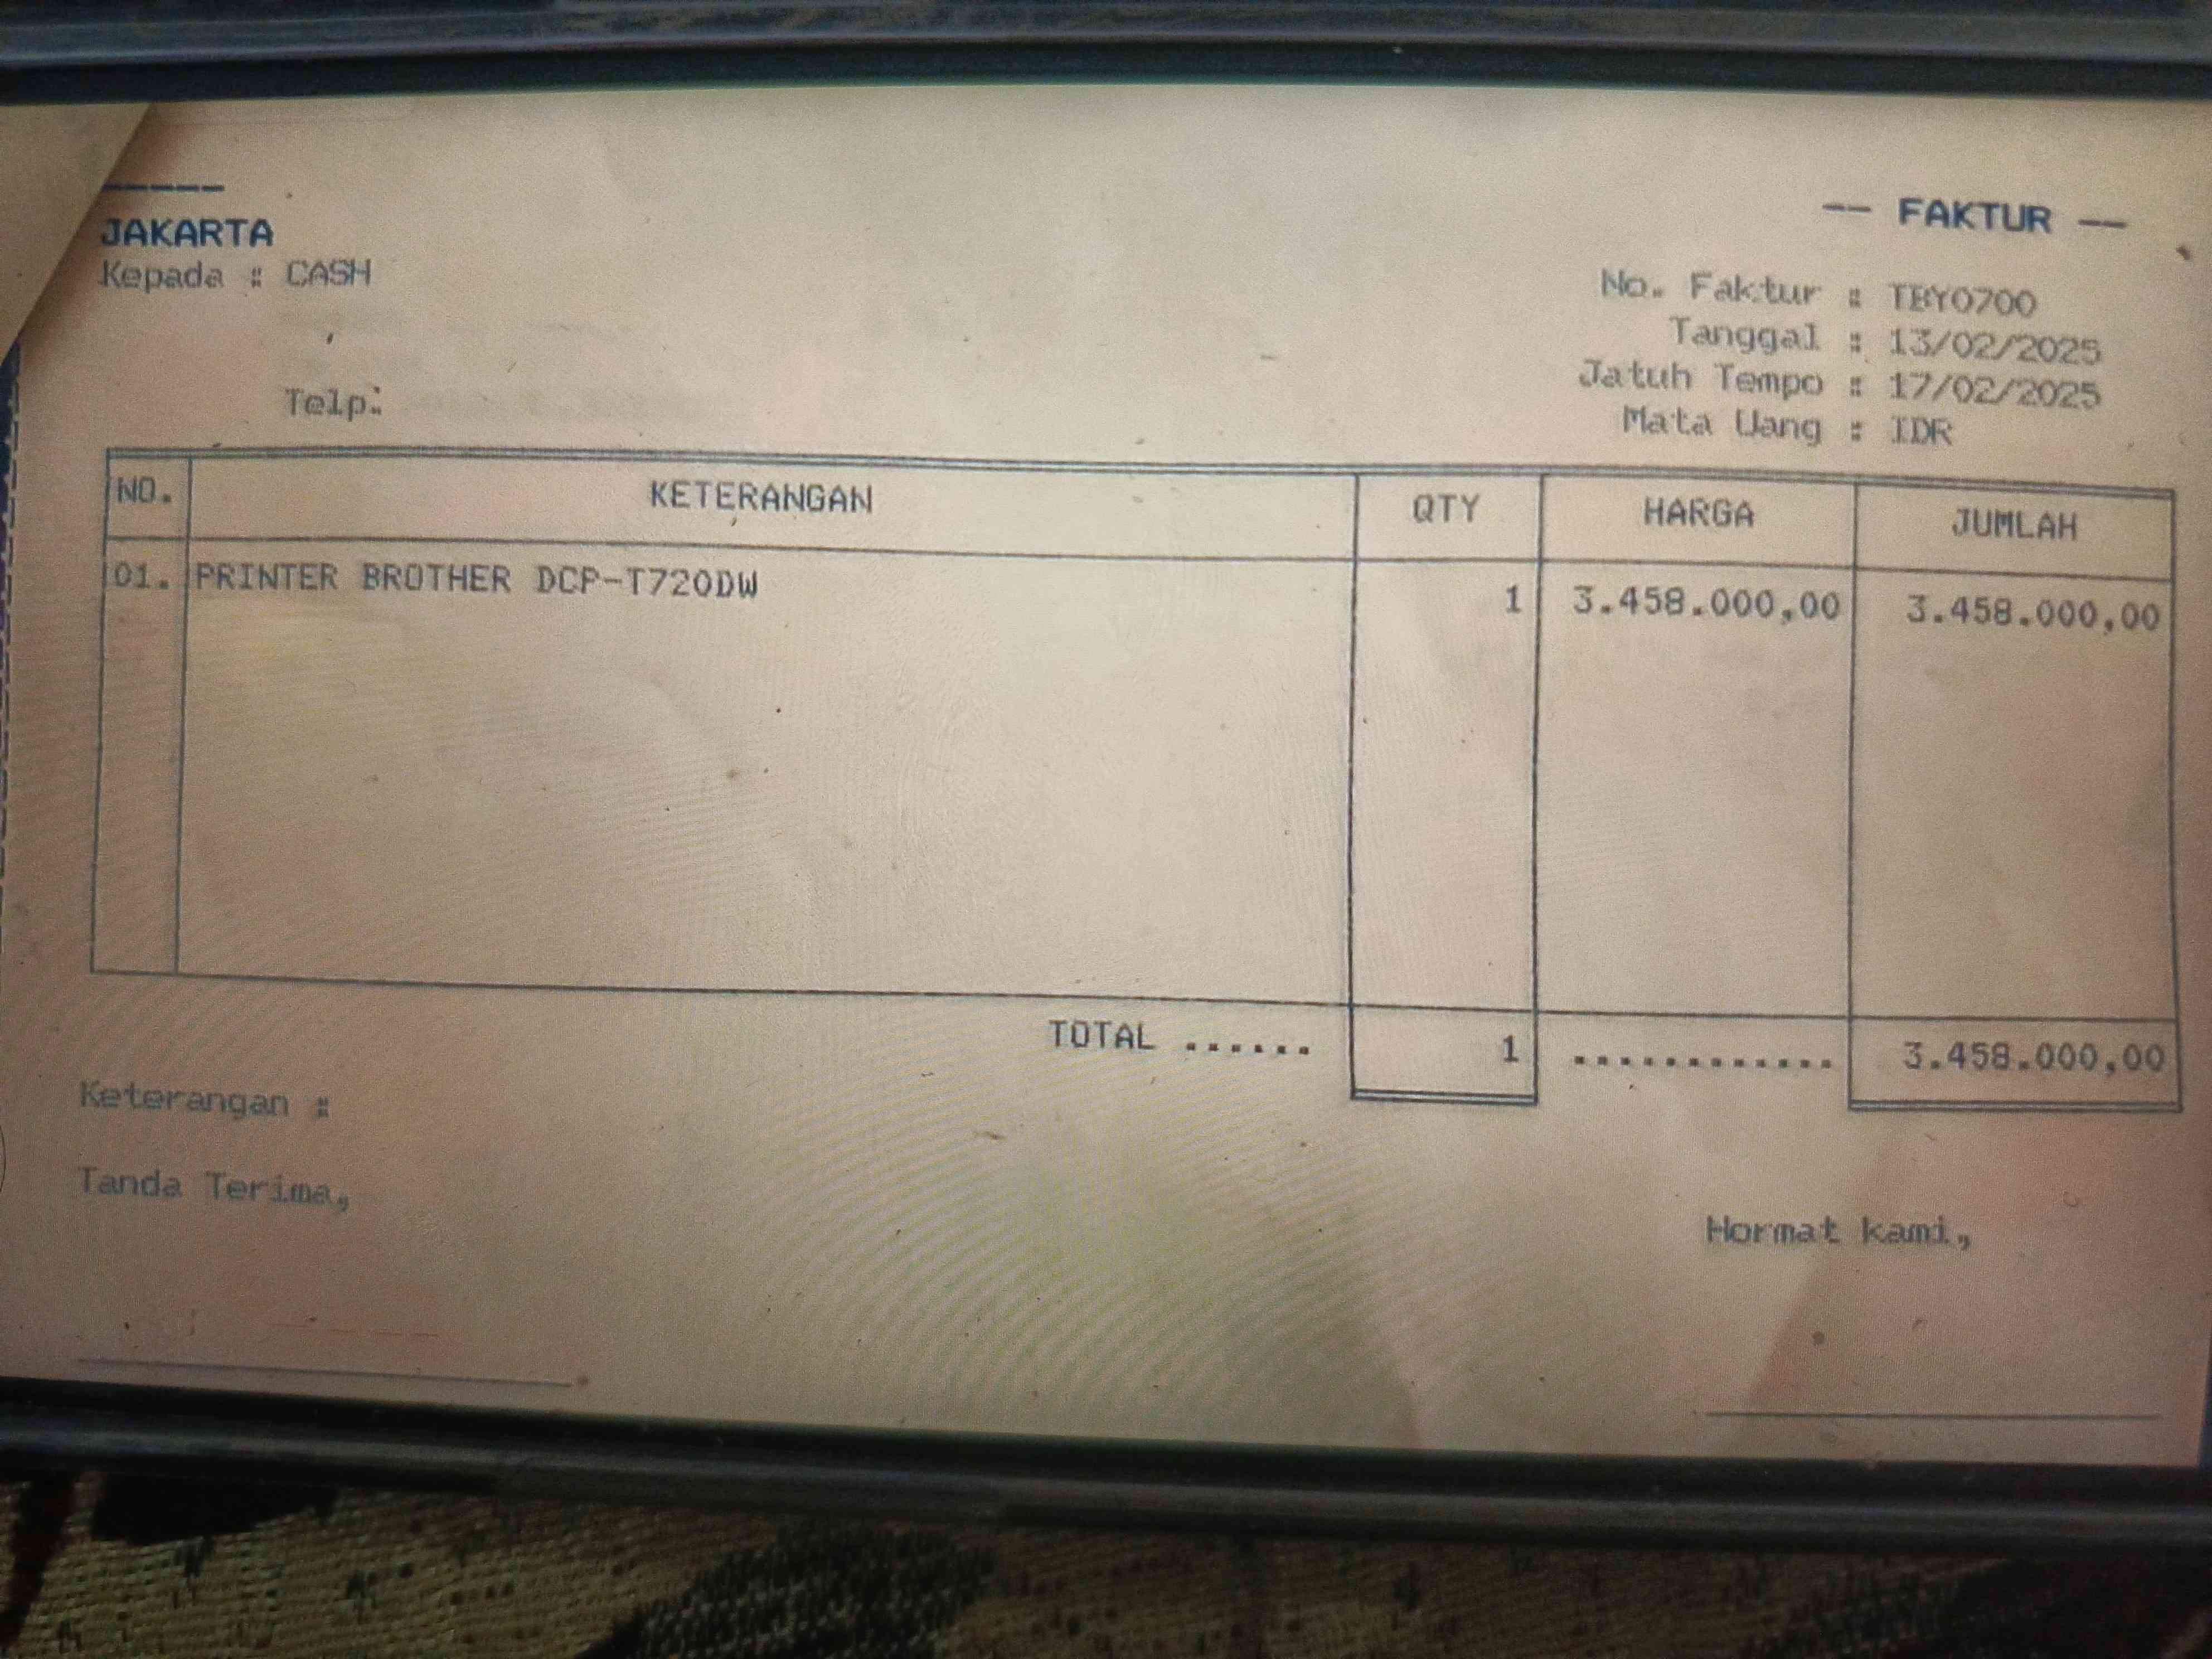 -----
JAKARTA
-- FAKTUR --
Kepada : CASH
No. Faktur : TBY0700
Tanggal : 13/02/2025
Jatuh Tempo : 17/02/2025
Telp:
Mata Uang : IDR
NO. KETERANGAN QTY HARGA JUMLAH
01. PRINTER BROTHER DCP-T720DW 1 3.458.000,00 3.458.000,00
TOTAL ...... 1 ............ 3.458.000,00
Keterangan :
Tanda Terima,
Hormat kami,